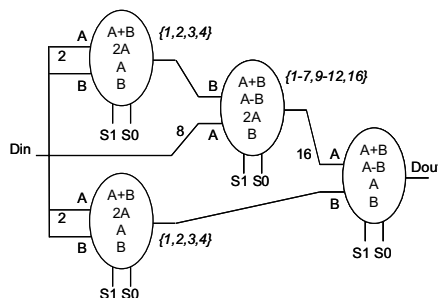 A
2
B
A+B
2A
A
B
{1,2,3,4}
S1 S0
B
8
A
A+B
A-B
2A
B
{1-7,9-12,16}
S1 S0
Din
16
A
B
A+B
A-B
A
B
Dou
S1 S0
A
2
B
A+B
2A
A
B
{1,2,3,4}
S1 S0